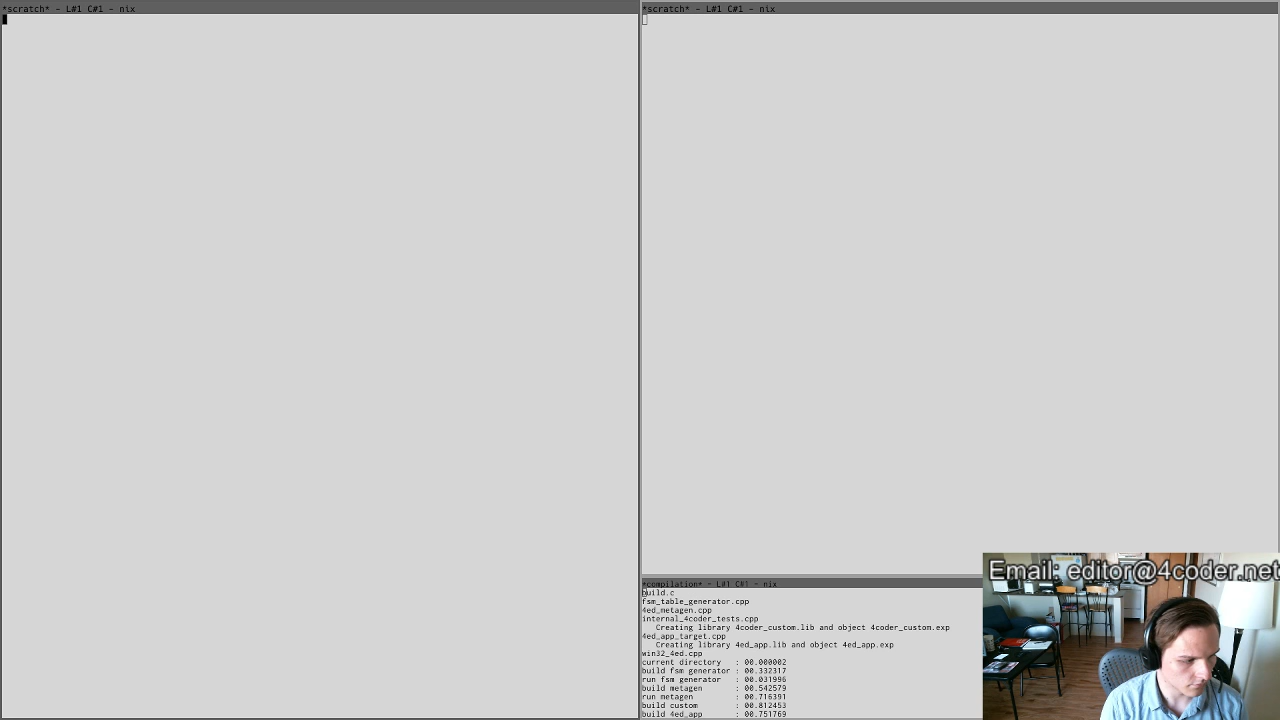 *scratch* - L#1 C#1 - nix
*scratch* - L#1 C#1 - nix
*compilation* - L#1 C#1 - nix
build.c
fsm_table_generator.cpp
4ed_metagen.cpp
internal_4coder_tests.cpp
Creating library 4coder_custom.lib and object 4coder_custom.exp
4ed_app_target.cpp
Creating library 4ed_app.lib and object 4ed_app.exp
win32_4ed.cpp
current directory : 00.000002
build fsm generator : 00.332317
run fsm generator : 00.031996
build metagen : 00.542579
run metagen : 00.716391
build custom : 00.812453
build 4ed_app : 00.751769
Email: editor@4coder.net